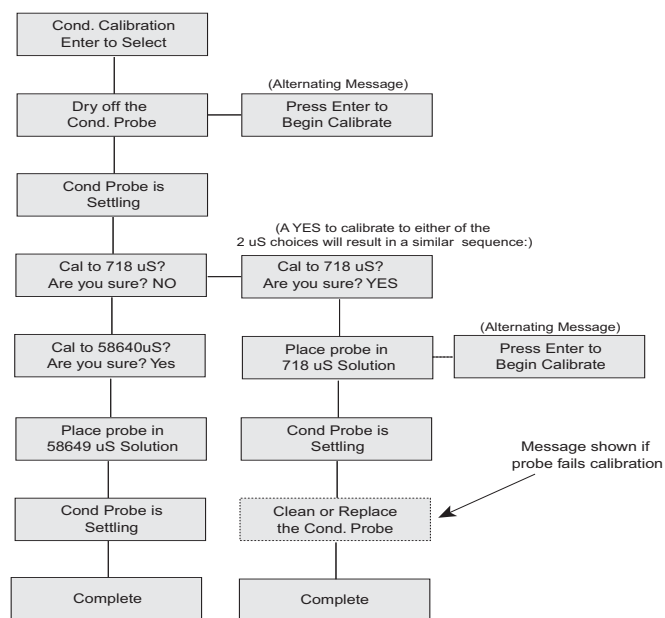 Cond. Calibration
Enter to Select
(Alternating Message)
Dry off the
Cond. Probe
Press Enter to
Begin Calibrate
Cond Probe is
Settling
(A YES to calibrate to either of the
2 uS choices will result in a similar sequence:)
Cal to 718 uS?
Are you sure? NO
Cal to 718 uS?
Are you sure? YES
(Alternating Message)
Cal to 58640uS?
Are you sure? Yes
Place probe in
718 uS Solution
Press Enter to
Begin Calibrate
Place probe in
58649 uS Solution
Cond Probe is
Settling
Message shown if
probe fails calibration
Cond Probe is
Settling
Clean or Replace
the Cond. Probe
Complete
Complete